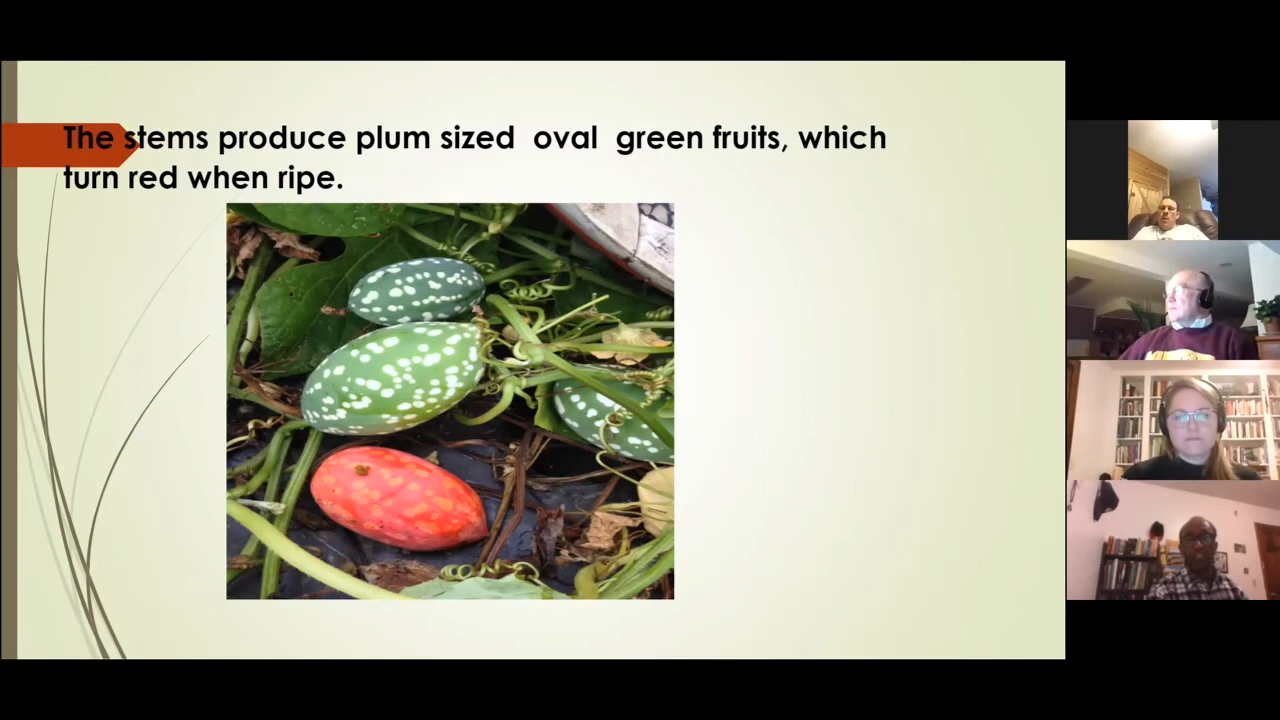 The stems produce plum sized  oval  green fruits, which
turn red when ripe.